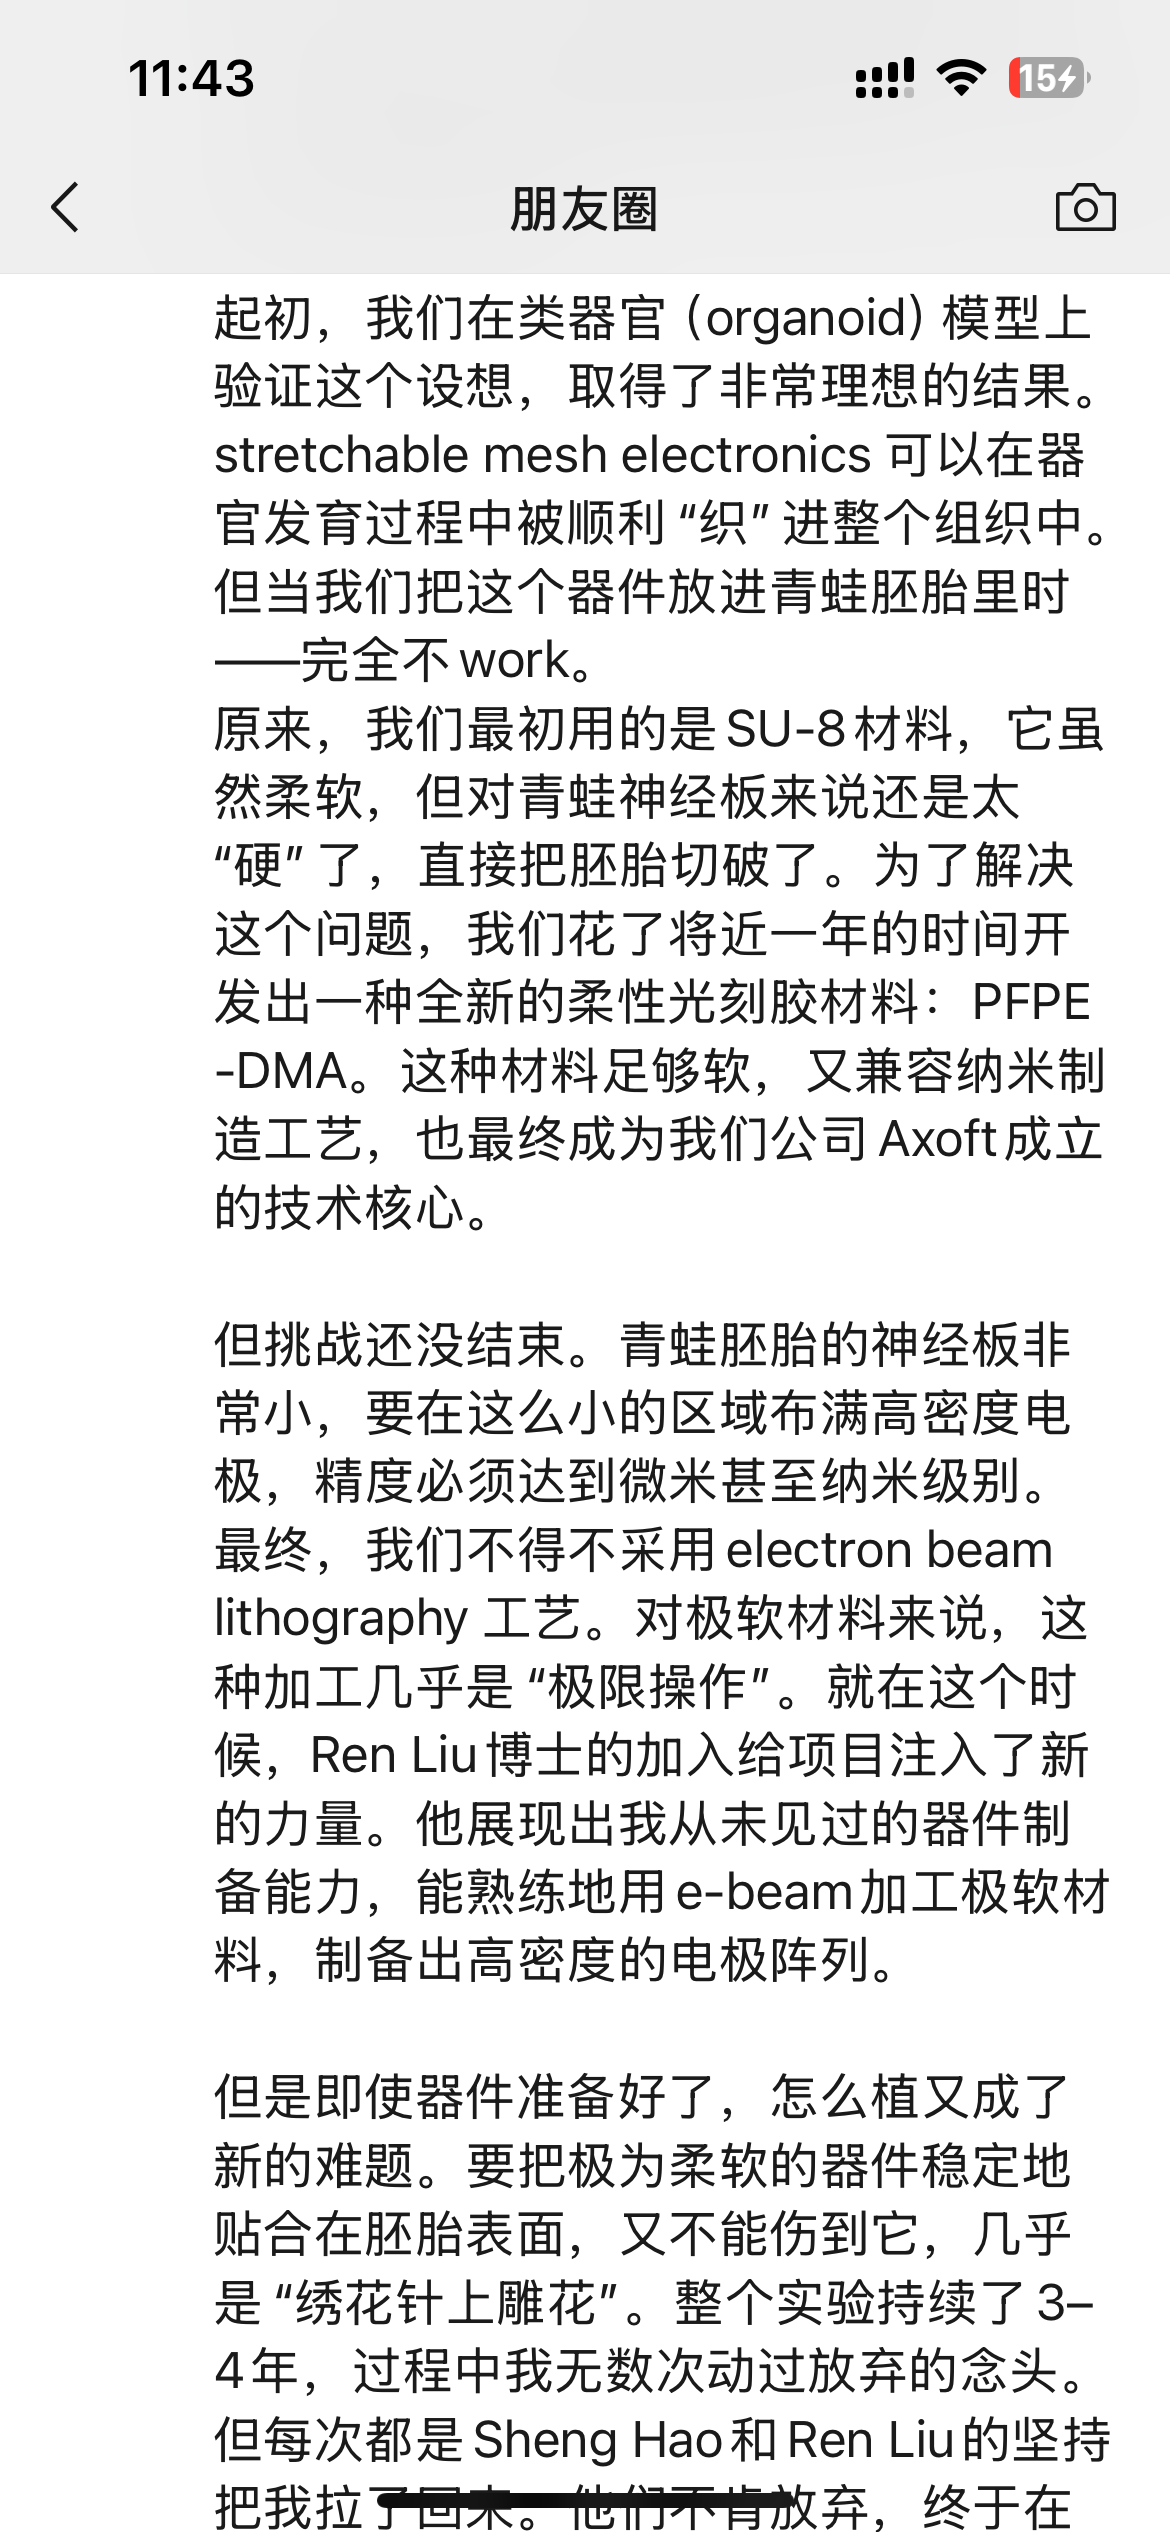 11:43
15
朋友圈
起初，我们在类器官（organoid）模型上
验证这个设想，取得了非常理想的结果。
stretchable mesh electronics 可以在器
官发育过程中被顺利 “织” 进整个组织中。
但当我们把这个器件放进青蛙胚胎里时
——完全不work。
原来，我们最初用的是SU-8材料，它虽
然柔软，但对青蛙神经板来说还是太
“硬” 了，直接把胚胎切破了。为了解决
这个问题，我们花了将近一年的时间开
发出一种全新的柔性光刻胶材料：PFPE
-DMA。这种材料足够软，又兼容纳米制
造工艺，也最终成为我们公司Axoft成立
的技术核心。
但挑战还没结束。青蛙胚胎的神经板非
常小，要在这么小的区域布满高密度电
极，精度必须达到微米甚至纳米级别。
最终，我们不得不采用electron beam
lithography 工艺。对极软材料来说，这
种加工几乎是 “极限操作”。就在这个时
候，Ren Liu博士的加入给项目注入了新
的力量。他展现出我从未见过的器件制
备能力，能熟练地用e-beam加工极软材
料，制备出高密度的电极阵列。
但是即使器件准备好了，怎么植又成了
新的难题。要把极为柔软的器件稳定地
贴合在胚胎表面，又不能伤到它，几乎
是 “绣花针上雕花”。整个实验持续了3–
4年，过程中我无数次动过放弃的念头。
但每次都是Sheng Hao和Ren Liu的坚持
把我拉了回来。他们不肯放弃，终于在